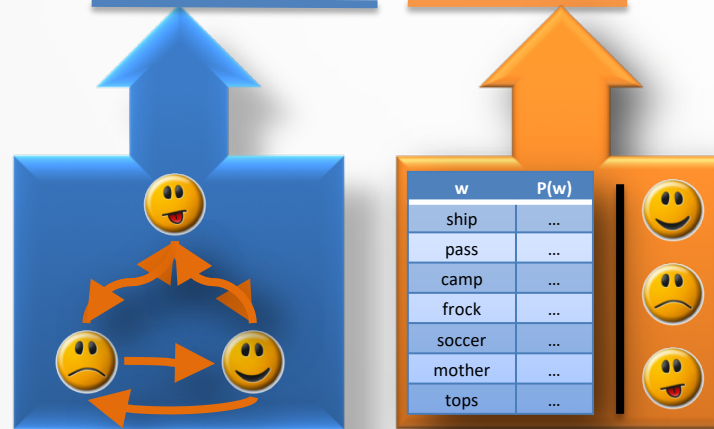 w P(w)
ship ...
pass ...
camp ...
frock ...
soccer ...
mother ...
tops ...